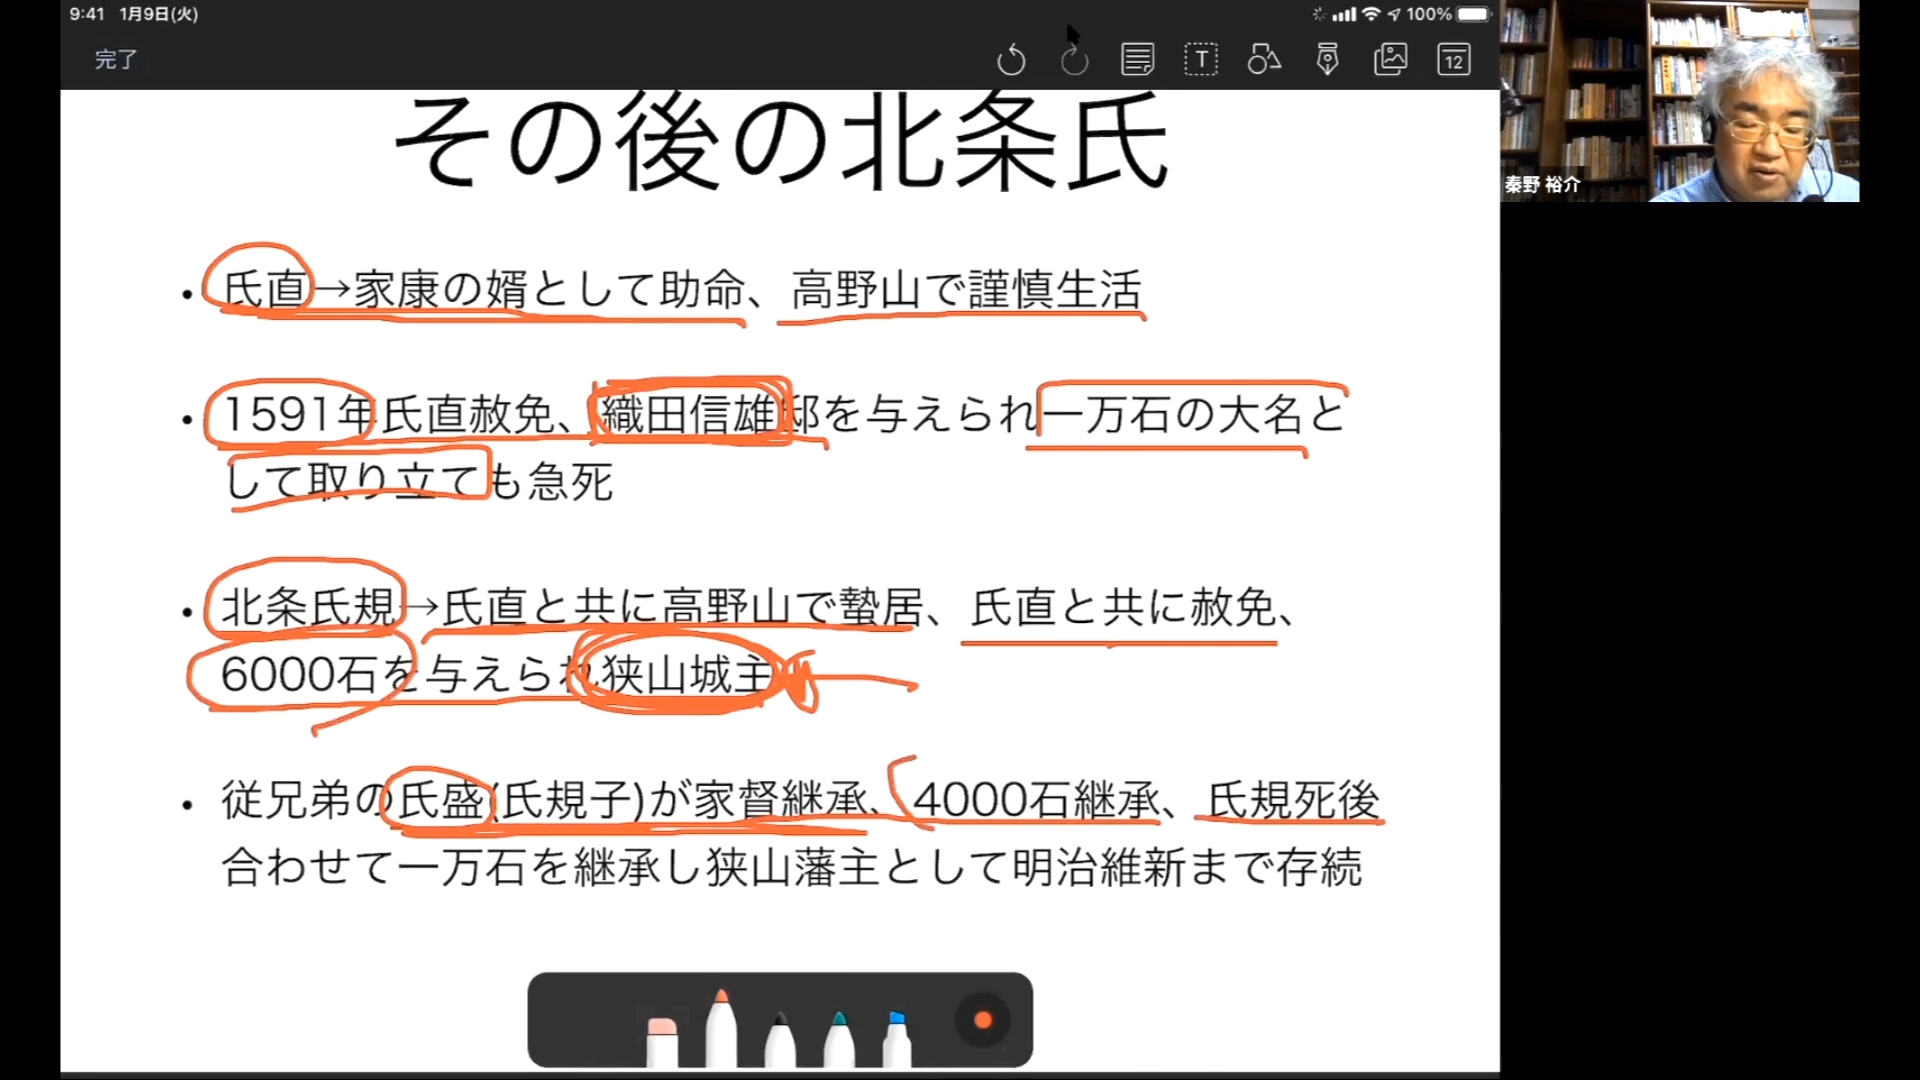 9:41 1月9日(火)
100%
完了
T
12
秦野 裕介
その後の北条氏
• 氏直→家康の婿として助命、高野山で謹慎生活
• 1591年氏直赦免、織田信雄邸を与えられ一万石の大名と
して取り立ても急死
• 北条氏規→氏直と共に高野山で蟄居、氏直と共に赦免、
6000石を与えられ狭山城主
• 従兄弟の氏盛(氏規子)が家督継承、4000石継承、氏規死後
合わせて一万石を継承し狭山藩主として明治維新まで存続